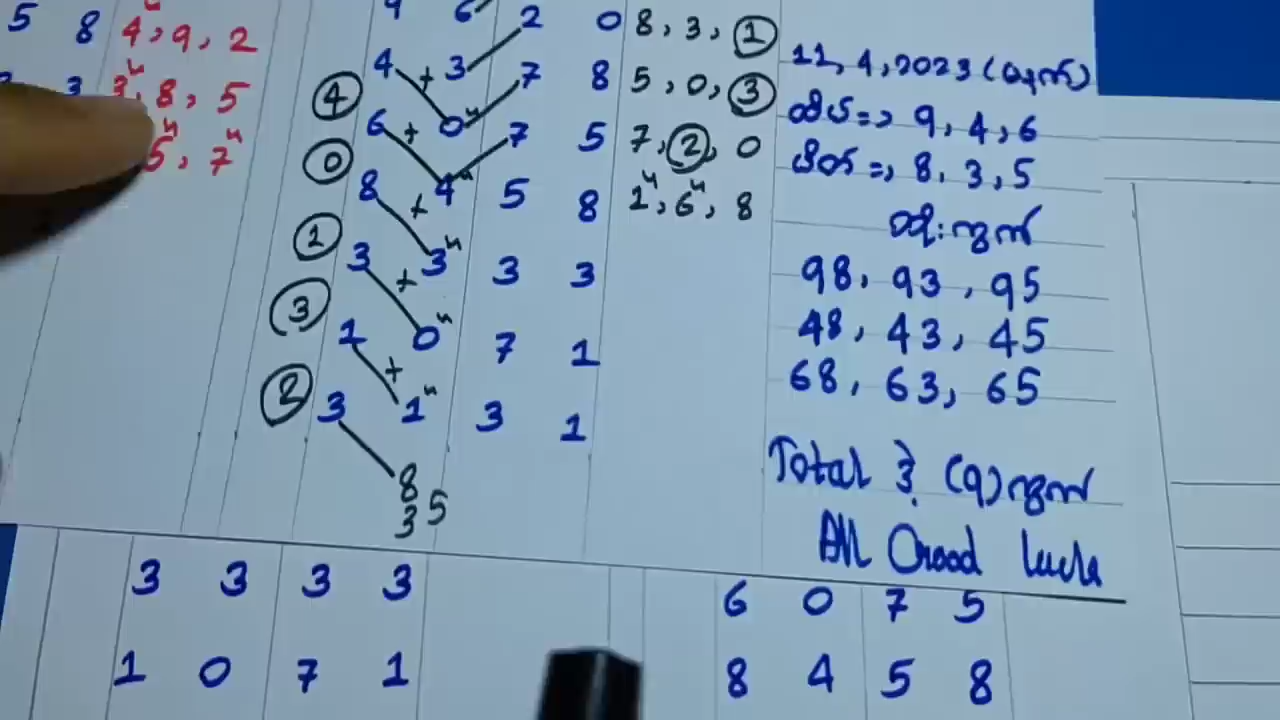 5 8 4, 9, 2
3, 8, 5
5, 7
9 6 2 0 8, 3, 1
4 + 3 7 8 5, 0, 3
4
6 + 0 7 5 7, 2, 0
0
8 + 4 5 8 1, 6, 8
1
3 + 3 3 3
3
1 + 0 7 1
2
3 1 3 1
8
3 5
11, 4, 2023
9, 4, 6
8, 3, 5
98, 93, 95
48, 43, 45
68, 63, 65
Total (9)
All Good luck
3 3 3 3
1 0 7 1
6 0 7 5
8 4 5 8